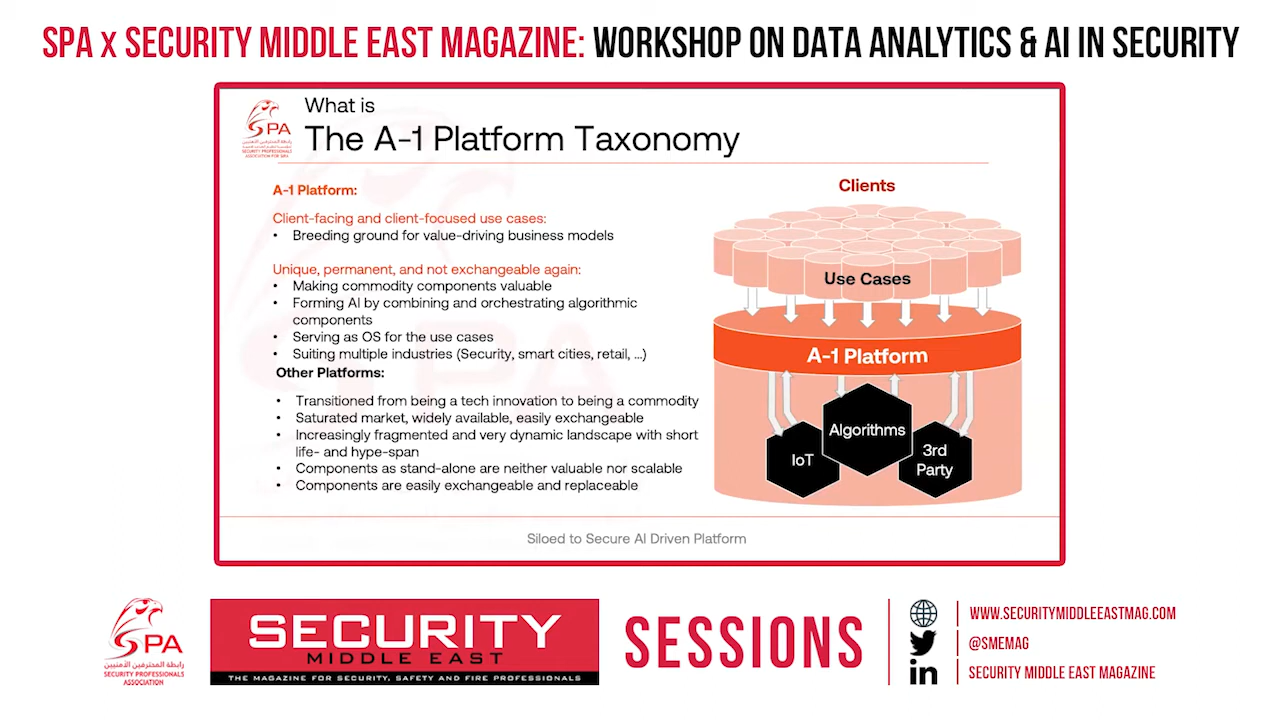 SPA x SECURITY MIDDLE EAST MAGAZINE: WORKSHOP ON DATA ANALYTICS & AI IN SECURITY
SPA
رابطة المحترفين الأمنيين
What is
The A-1 Platform Taxonomy
A-1 Platform:
Client-facing and client-focused use cases:
• Breeding ground for value-driving business models
Unique, permanent, and not exchangeable again:
• Making commodity components valuable
• Forming AI by combining and orchestrating algorithmic
components
• Serving as OS for the use cases
• Suiting multiple industries (Security, smart cities, retail, ...)
Other Platforms:
• Transitioned from being a tech innovation to being a commodity
• Saturated market, widely available, easily exchangeable
• Increasingly fragmented and very dynamic landscape with short
life- and hype-span
• Components as stand-alone are neither valuable nor scalable
• Components are easily exchangeable and replaceable
Clients
Use Cases
A-1 Platform
Algorithms
IoT
3rd
Party
Siloed to Secure AI Driven Platform
SPA
رابطة المحترفين الأمنيين
SECURITY PROFESSIONALS
ASSOCIATION
SECURITY
MIDDLE EAST
THE MAGAZINE FOR SECURITY, SAFETY AND FIRE PROFESSIONALS
SESSIONS
WWW.SECURITYMIDDLEEASTMAG.COM
@SMEMAG
in
SECURITY MIDDLE EAST MAGAZINE